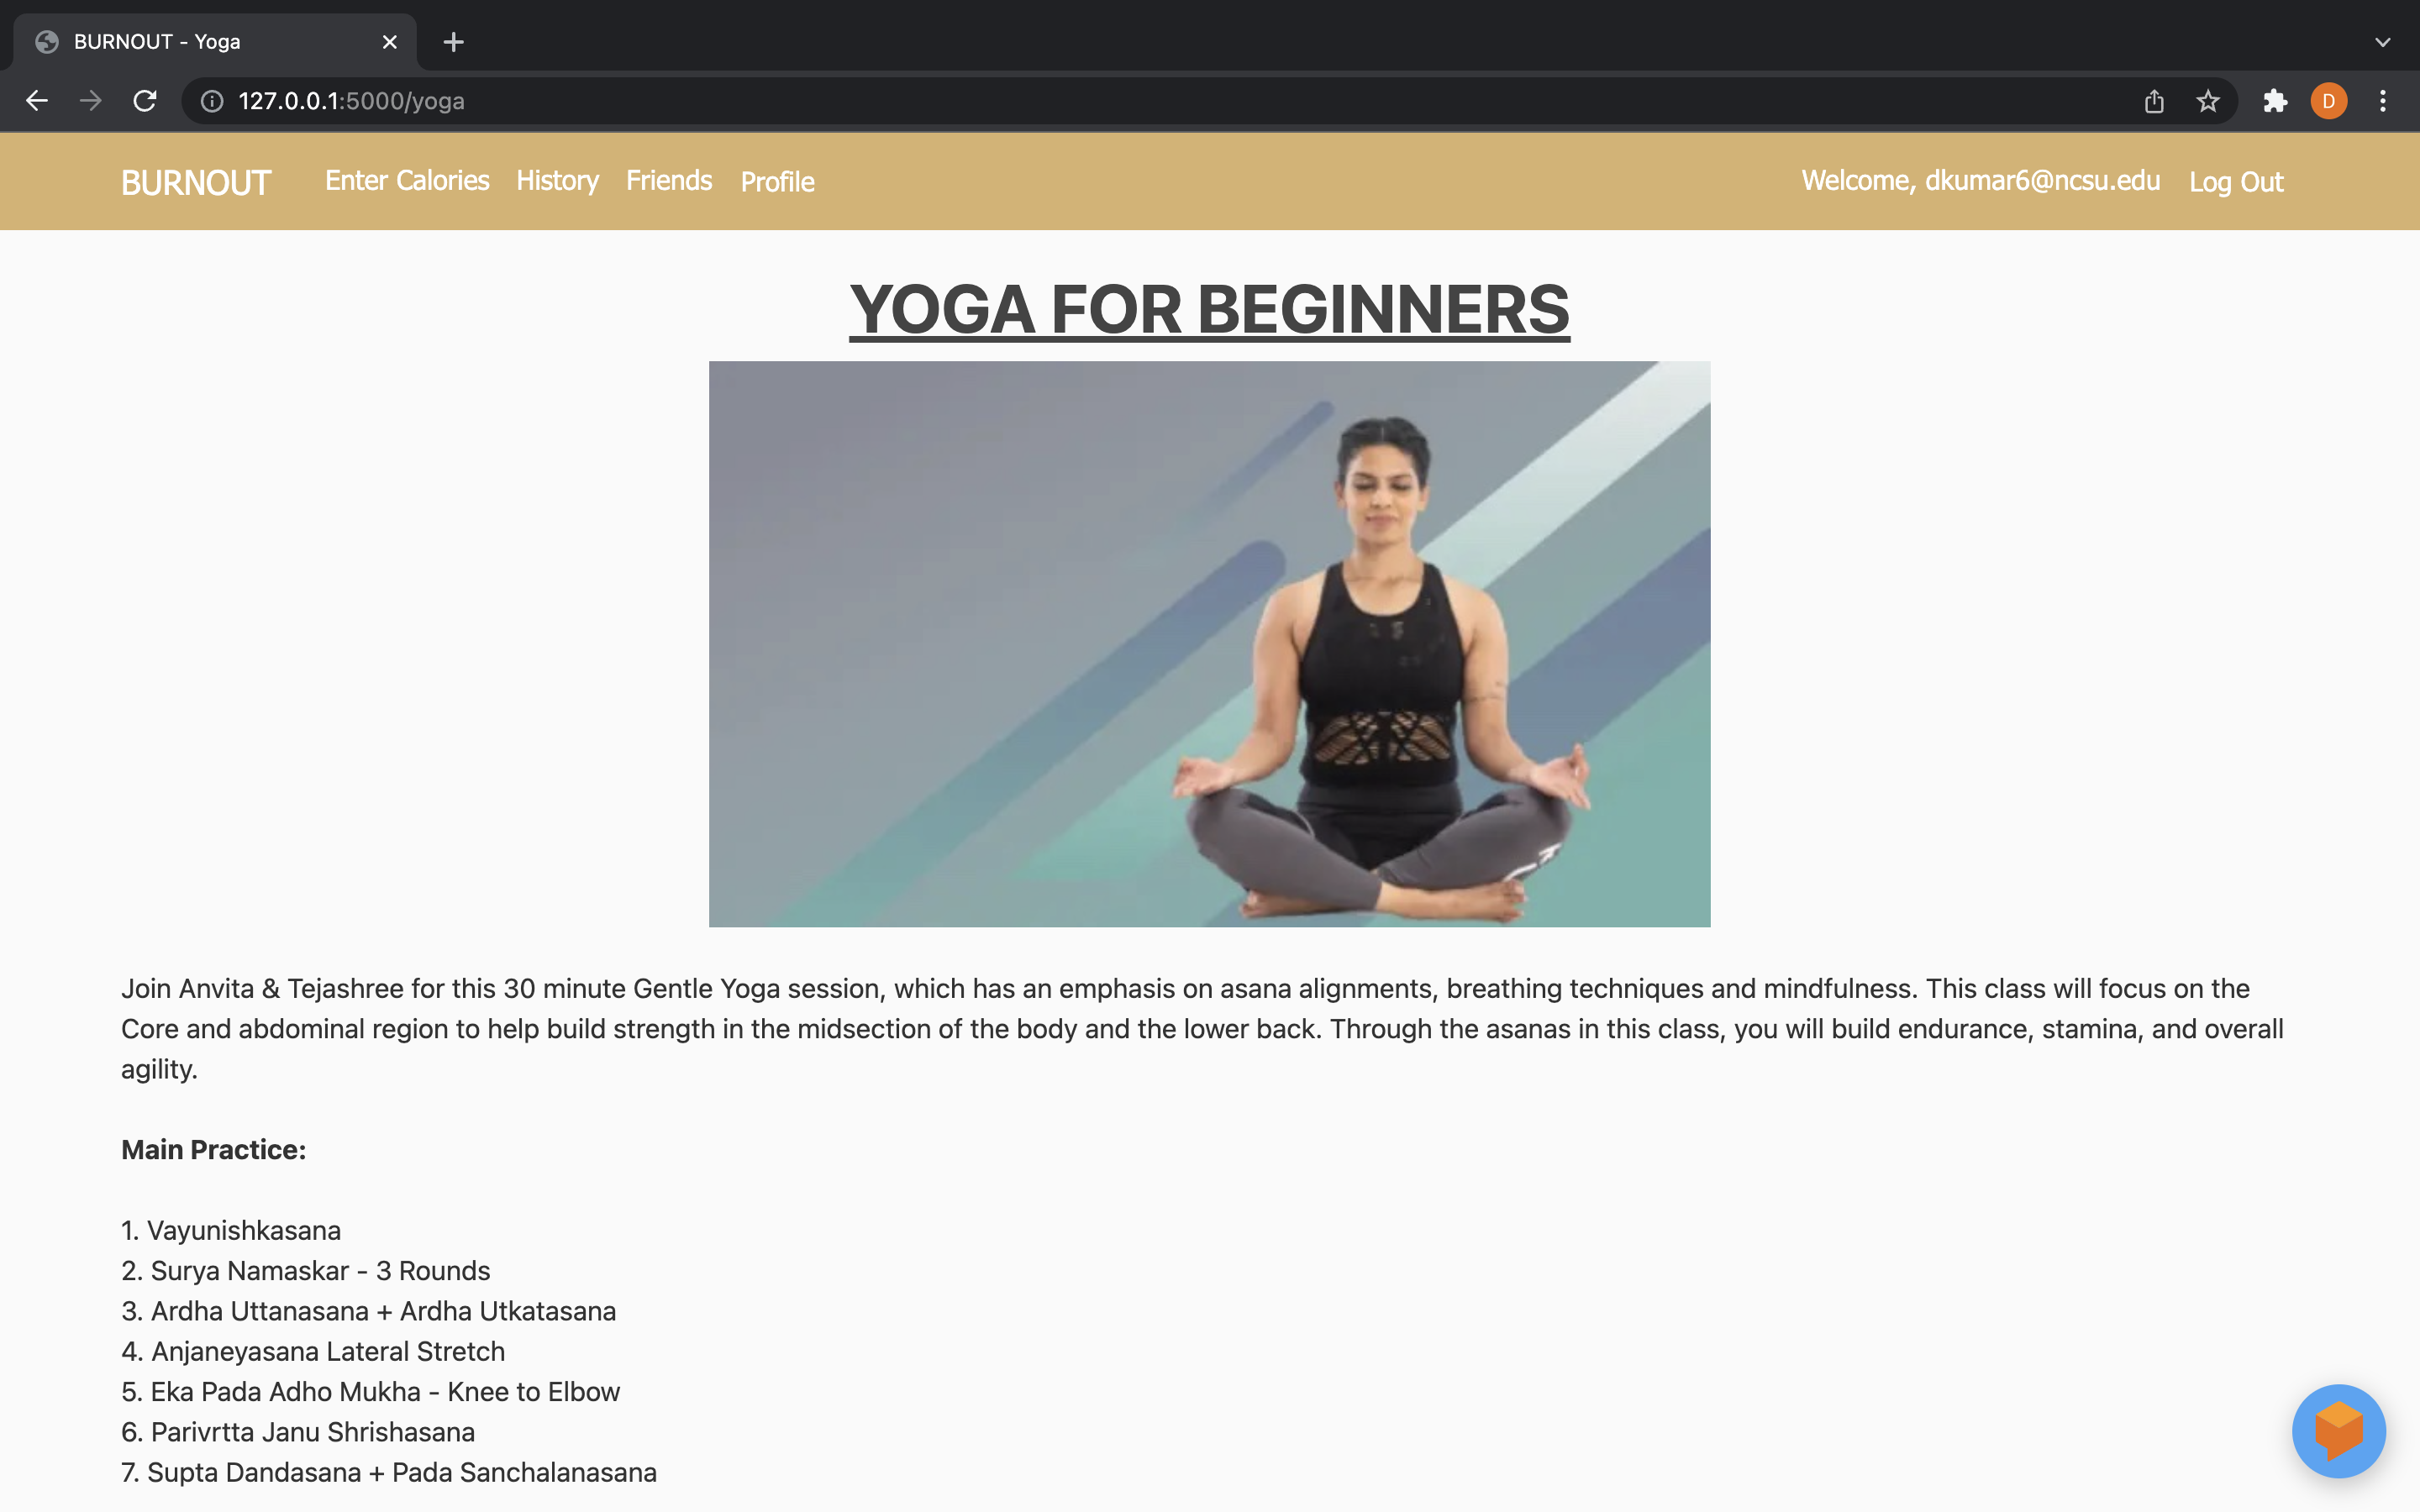 BURNOUT - Yoga
127.0.0.1:5000/yoga
D
BURNOUT Enter Calories History Friends Profile Welcome, dkumar6@ncsu.edu Log Out
YOGA FOR BEGINNERS
Join Anvita & Tejashree for this 30 minute Gentle Yoga session, which has an emphasis on asana alignments, breathing techniques and mindfulness. This class will focus on the
Core and abdominal region to help build strength in the midsection of the body and the lower back. Through the asanas in this class, you will build endurance, stamina, and overall
agility.
Main Practice:
1. Vayunishkasana
2. Surya Namaskar - 3 Rounds
3. Ardha Uttanasana + Ardha Utkatasana
4. Anjaneyasana Lateral Stretch
5. Eka Pada Adho Mukha - Knee to Elbow
6. Parivrtta Janu Shrishasana
7. Supta Dandasana + Pada Sanchalanasana